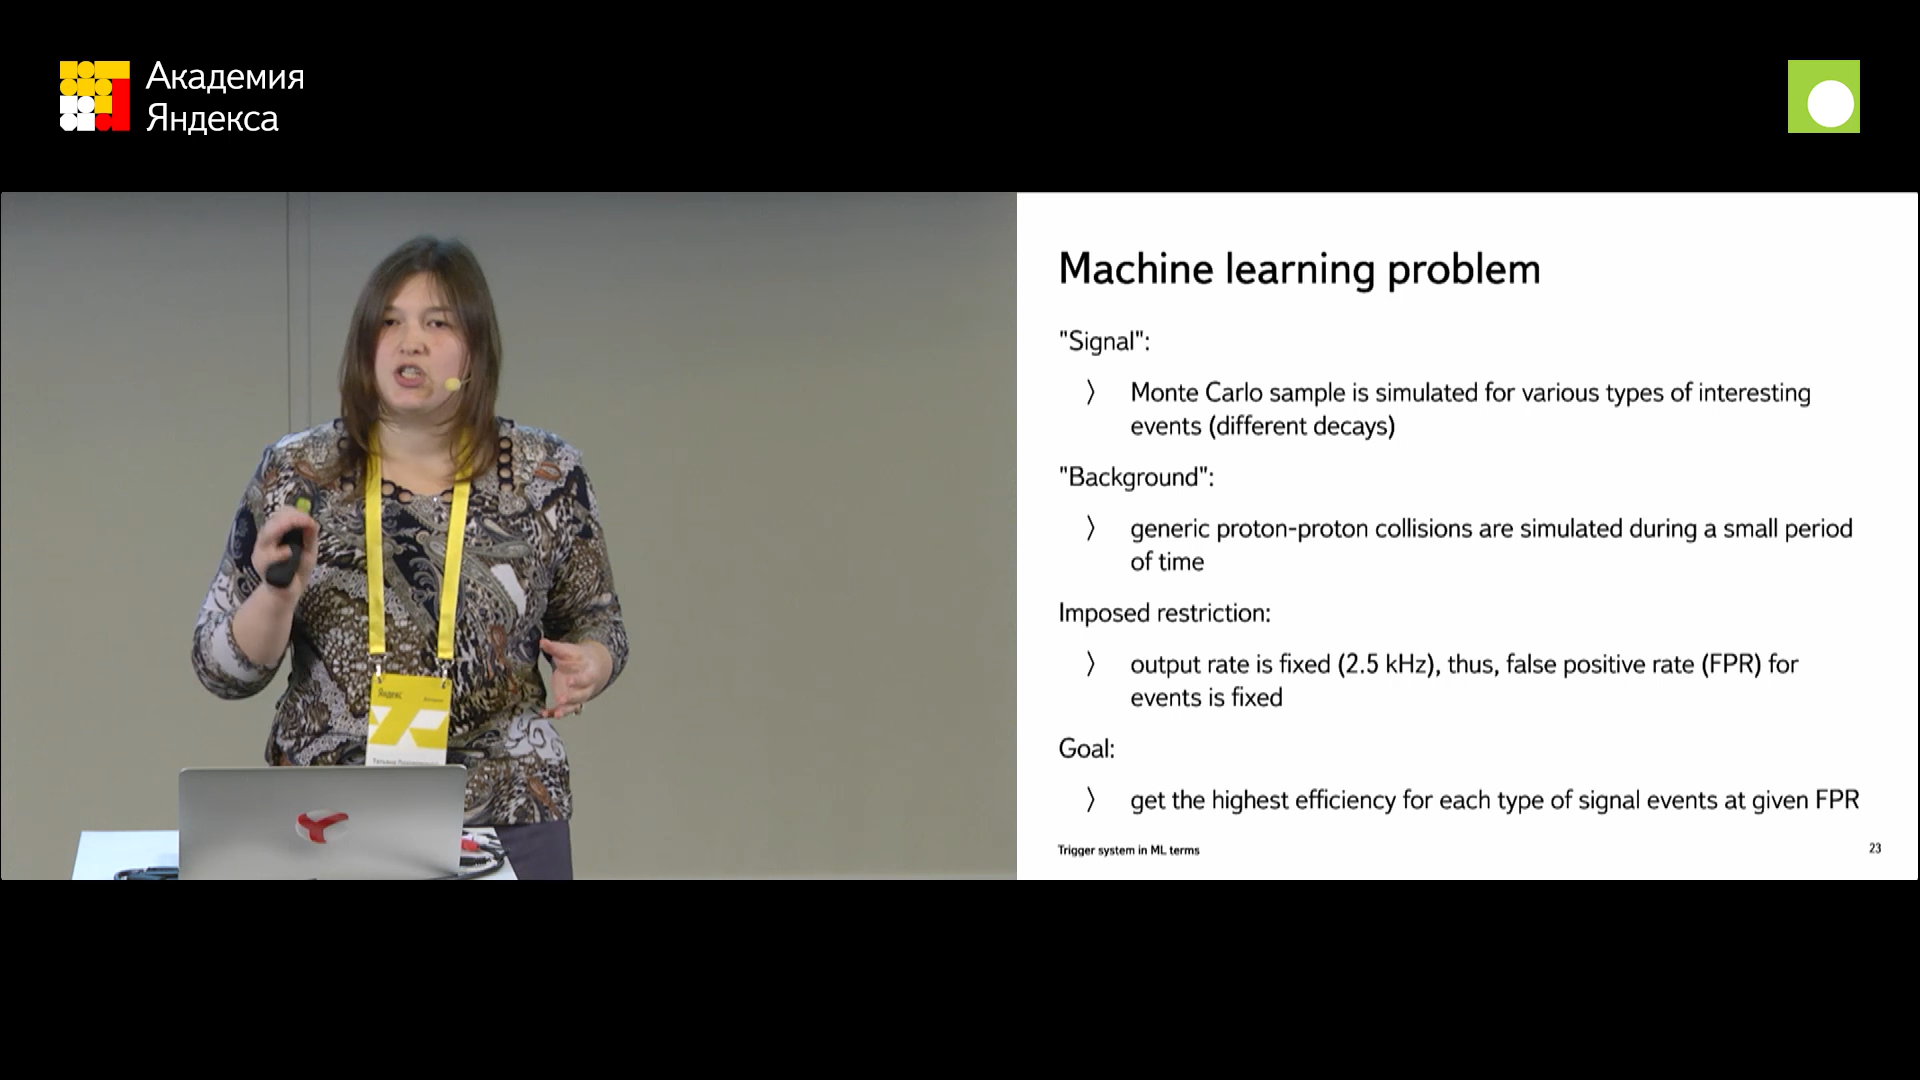 Академия
Яндекса
Machine learning problem
"Signal":
〉 Monte Carlo sample is simulated for various types of interesting
events (different decays)
"Background":
〉 generic proton-proton collisions are simulated during a small period
of time
Imposed restriction:
〉 output rate is fixed (2.5 kHz), thus, false positive rate (FPR) for
events is fixed
Goal:
〉 get the highest efficiency for each type of signal events at given FPR
Trigger system in ML terms
23
Яндекс
Татьяна